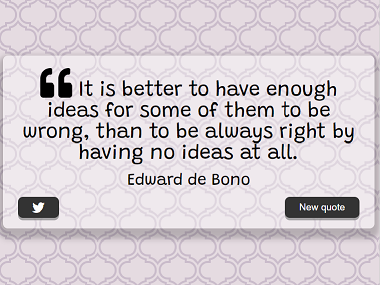 ❝ It is better to have enough
ideas for some of them to be
wrong, than to be always right by
having no ideas at all.
Edward de Bono
New quote